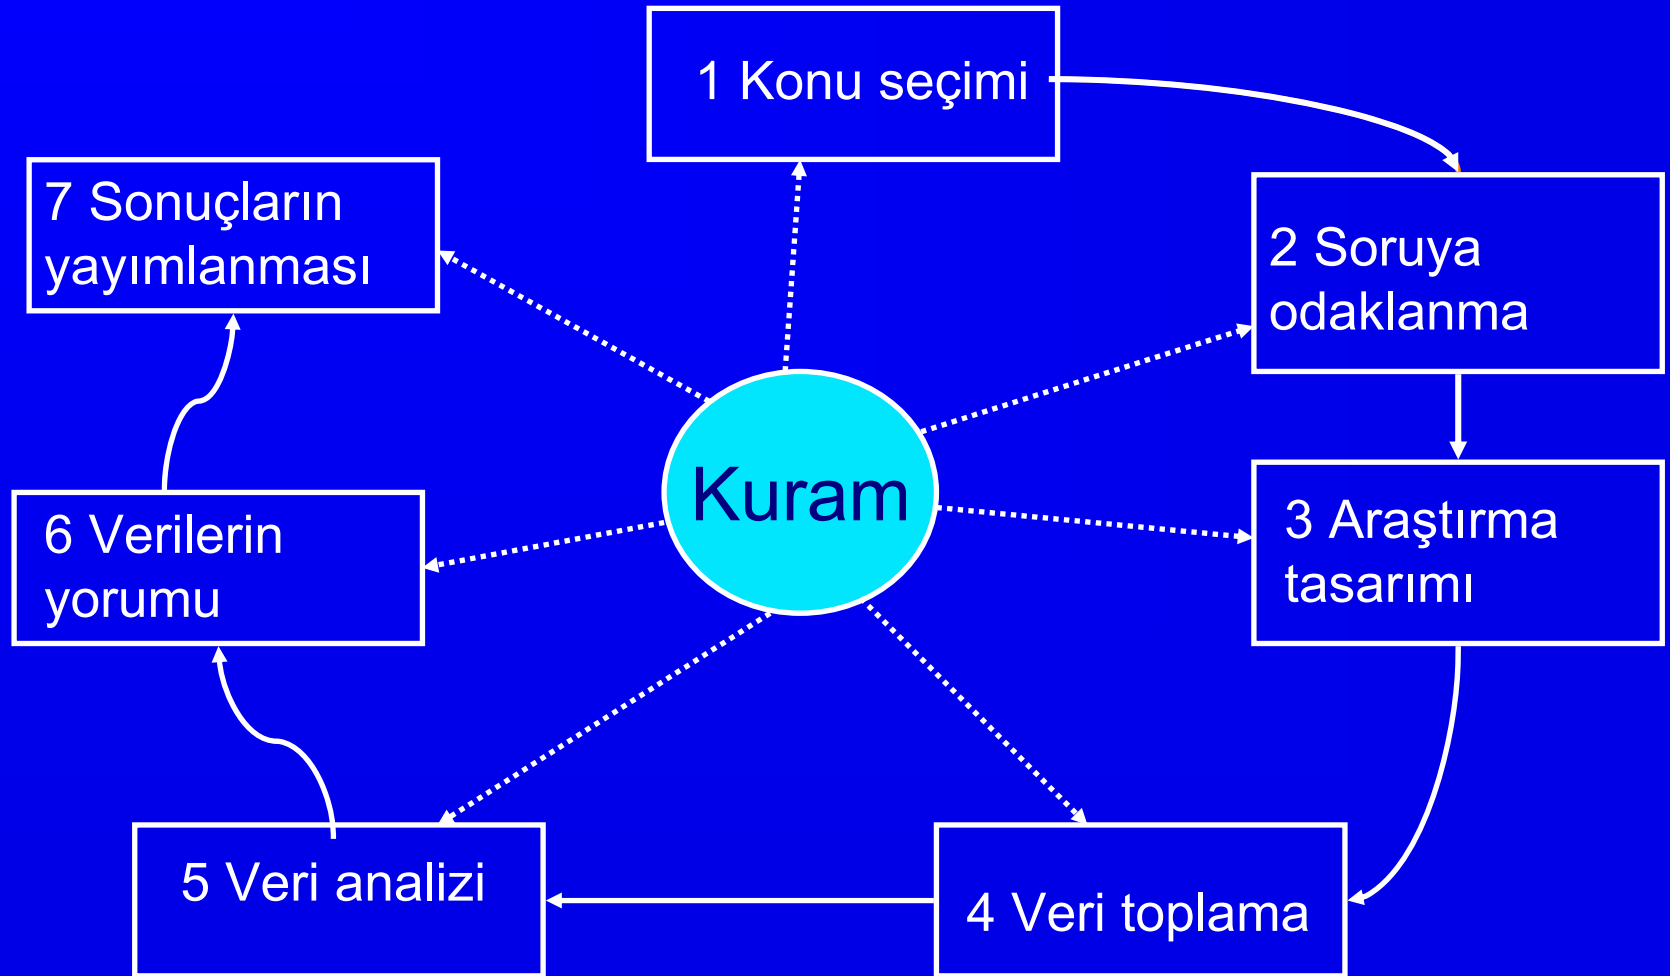 1 Konu seçimi
2 Soruya
odaklanma
3 Araştırma
tasarımı
4 Veri toplama
5 Veri analizi
6 Verilerin
yorumu
7 Sonuçların
yayımlanması
Kuram